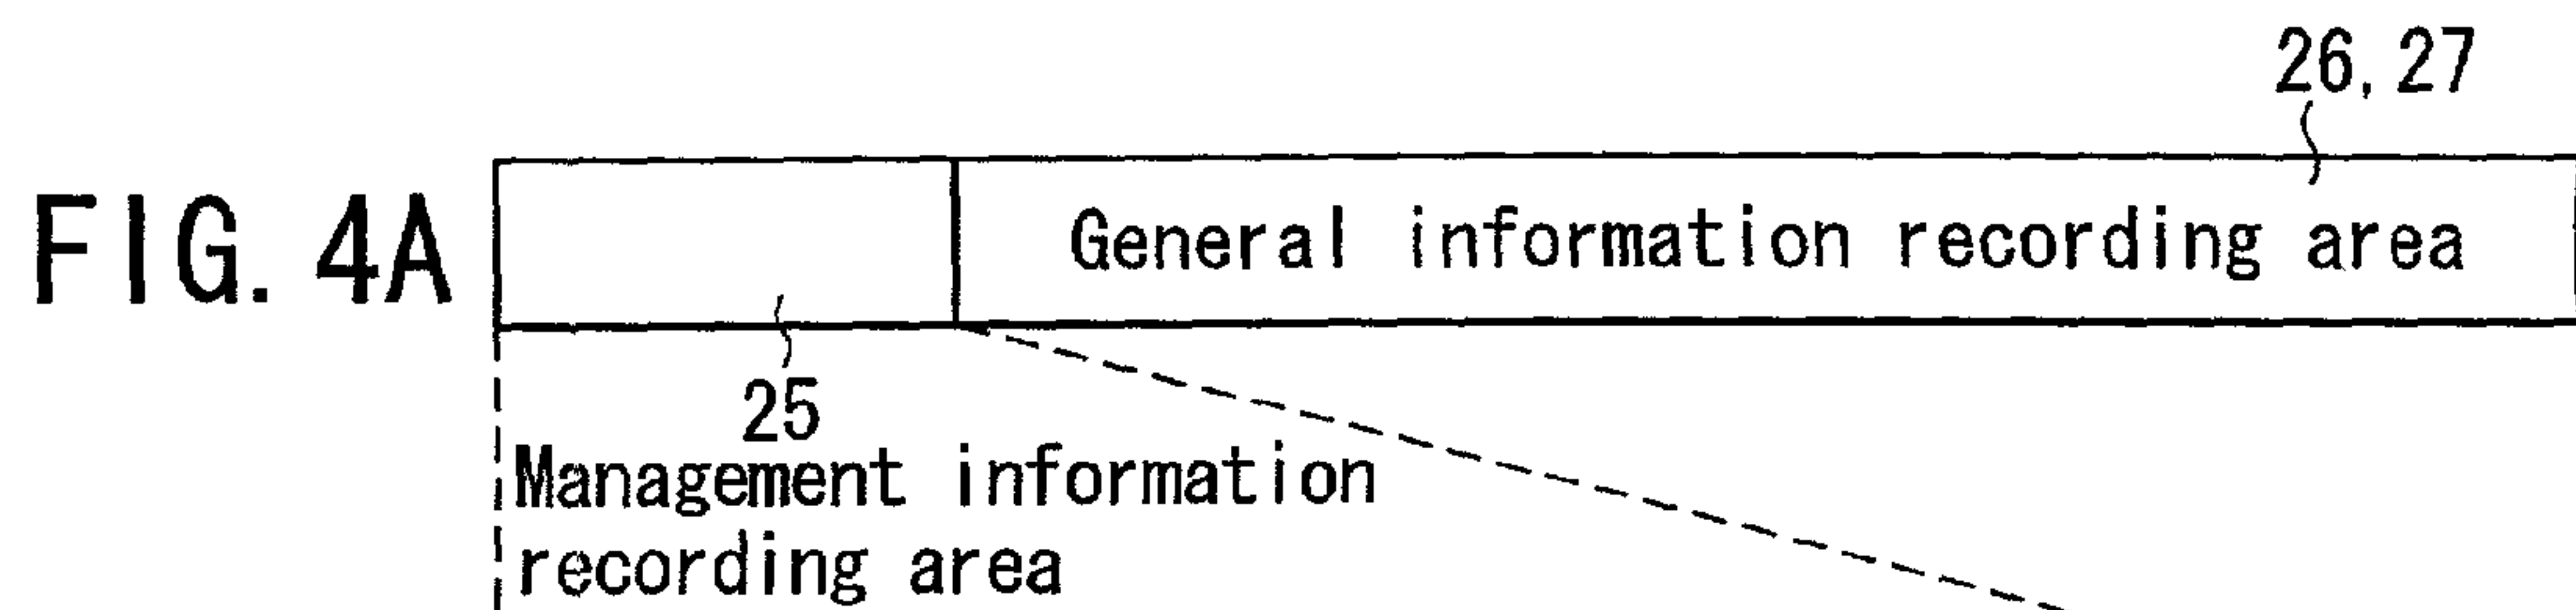 26, 27
FIG. 4A
General information recording area
25
Management information
recording area